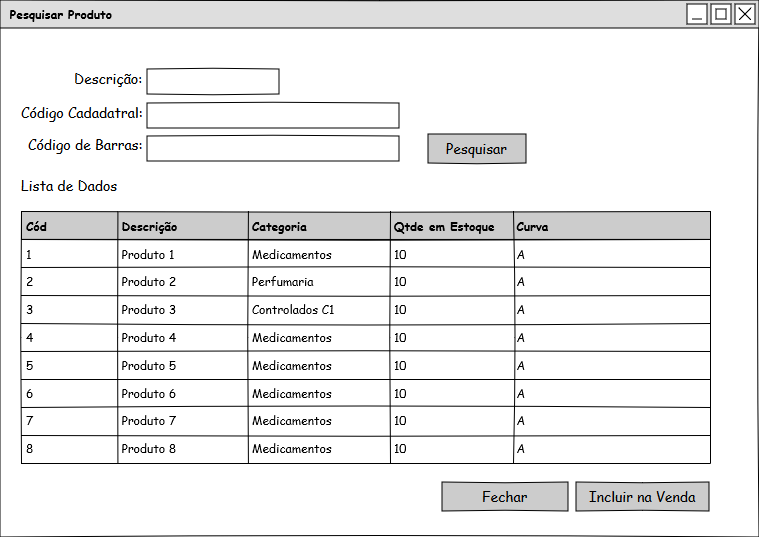 Pesquisar Produto
Descrição:
Código Cadadatral:
Código de Barras:
Pesquisar
Lista de Dados
Cód Descrição Categoria Qtde em Estoque Curva
1 Produto 1 Medicamentos 10 A
2 Produto 2 Perfumaria 10 A
3 Produto 3 Controlados C1 10 A
4 Produto 4 Medicamentos 10 A
5 Produto 5 Medicamentos 10 A
6 Produto 6 Medicamentos 10 A
7 Produto 7 Medicamentos 10 A
8 Produto 8 Medicamentos 10 A
Fechar Incluir na Venda